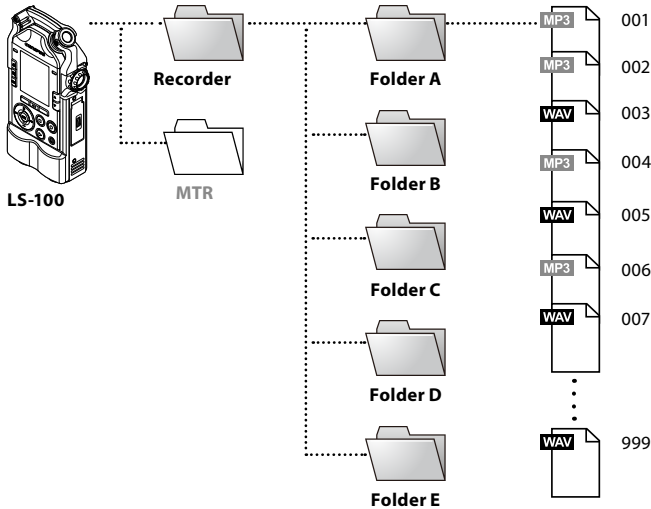 LS-100
Recorder
MTR
Folder A
Folder B
Folder C
Folder D
Folder E
MP3 001
MP3 002
WAV 003
MP3 004
WAV 005
MP3 006
WAV 007
WAV 999